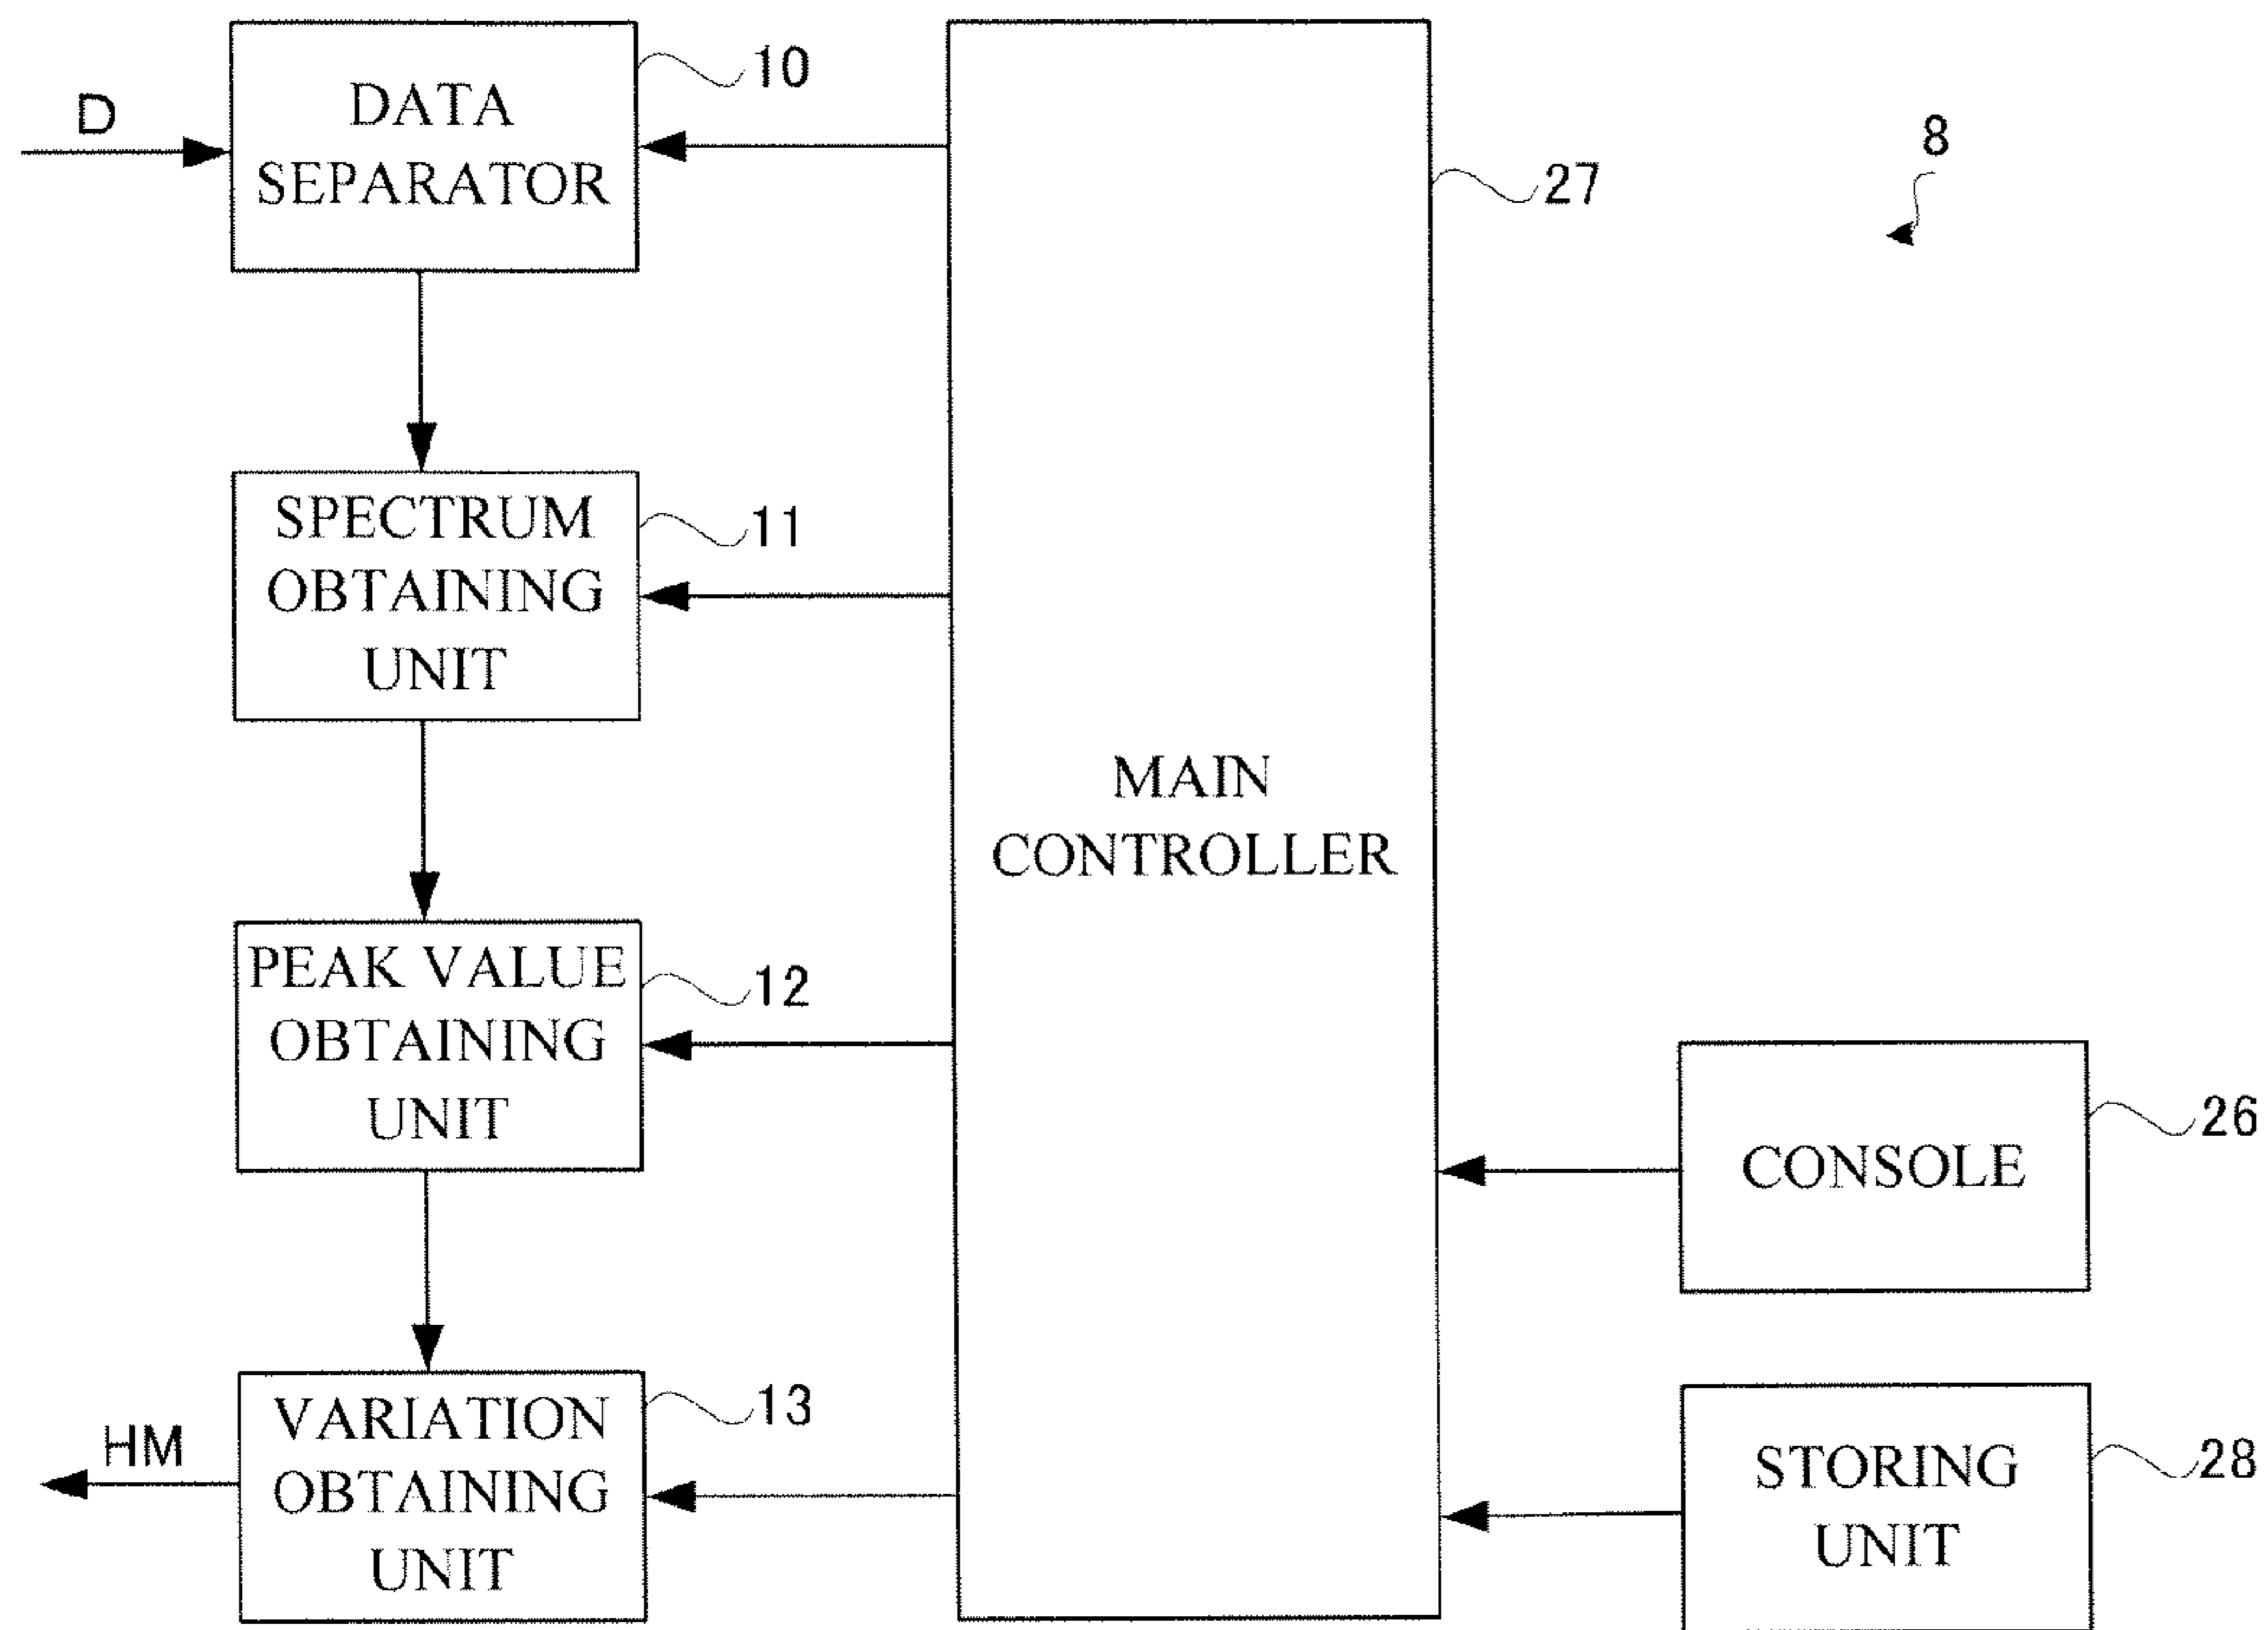 D
DATA
SEPARATOR
10
SPECTRUM
OBTAINING
UNIT
11
PEAK VALUE
OBTAINING
UNIT
12
VARIATION
OBTAINING
UNIT
13
HM
MAIN
CONTROLLER
27
8
CONSOLE
26
STORING
UNIT
28